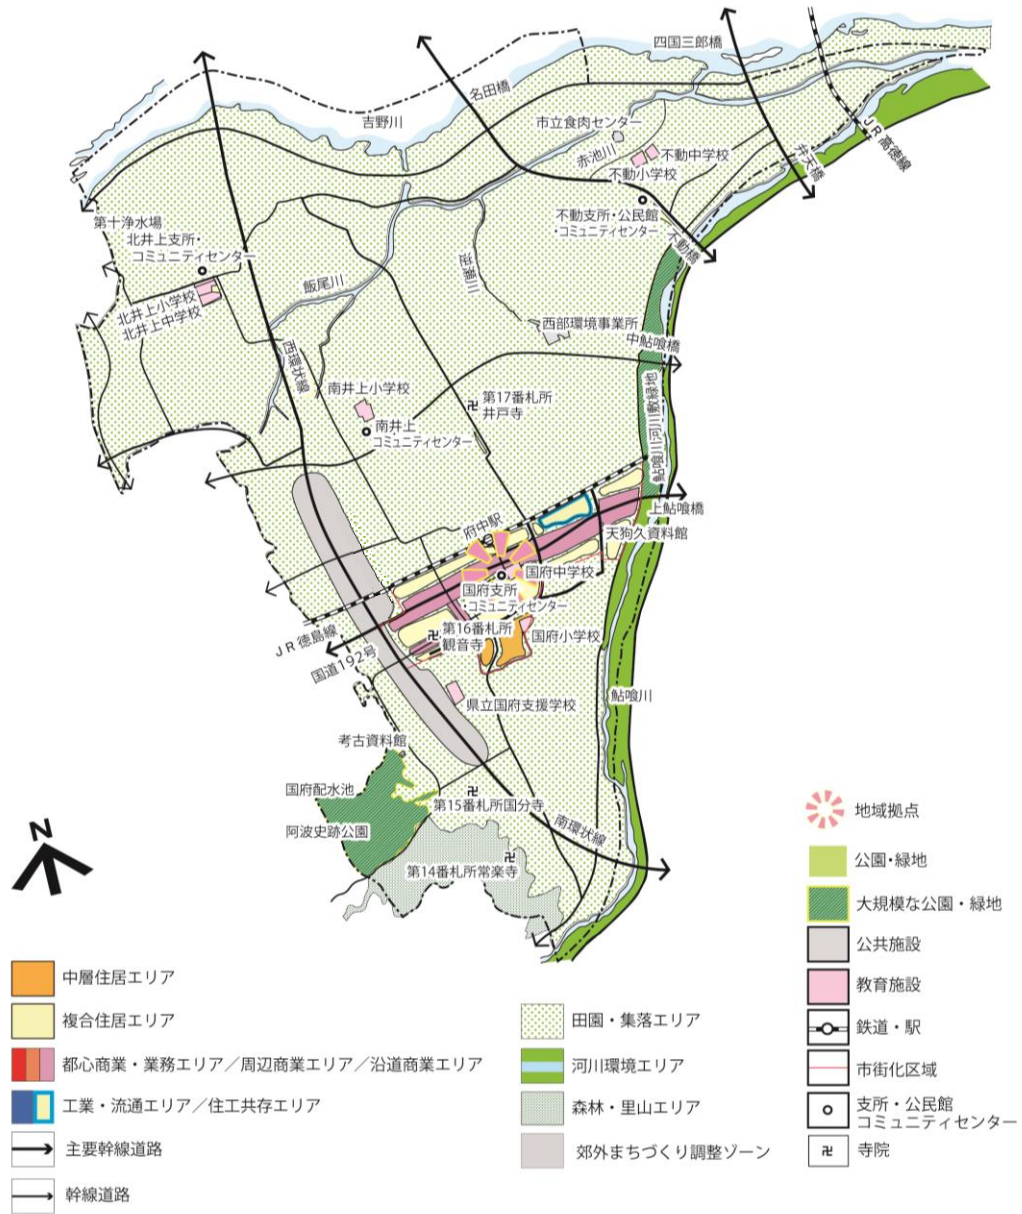 四国三郎橋
名田橋
吉野川
市立食肉センター
赤池川
不動中学校
不動小学校
弁天橋
JR高徳線
第十浄水場
北井上支所・
コミュニティセンター
不動支所・公民館
・コミュニティセンター
不動橋
飯尾川
逆瀬川
北井上小学校
北井上中学校
西部環境事業所
中鮎喰橋
西環状線
南井上小学校
第17番札所
井戸寺
鮎喰川河川敷緑地
南井上
コミュニティセンター
上鮎喰橋
府中駅
天狗久資料館
国府中学校
国府支所
・コミュニティセンター
第16番札所
観音寺
国府小学校
JR徳島線
国道192号
鮎喰川
県立国府支援学校
考古資料館
国府配水池
第15番札所国分寺
阿波史跡公園
南環状線
第14番札所常楽寺
N
地域拠点
公園・緑地
大規模な公園・緑地
公共施設
教育施設
鉄道・駅
市街化区域
支所・公民館
コミュニティセンター
寺院
中層住居エリア
複合住居エリア
都心商業・業務エリア／周辺商業エリア／沿道商業エリア
工業・流通エリア／住工共存エリア
主要幹線道路
幹線道路
田園・集落エリア
河川環境エリア
森林・里山エリア
郊外まちづくり調整ゾーン